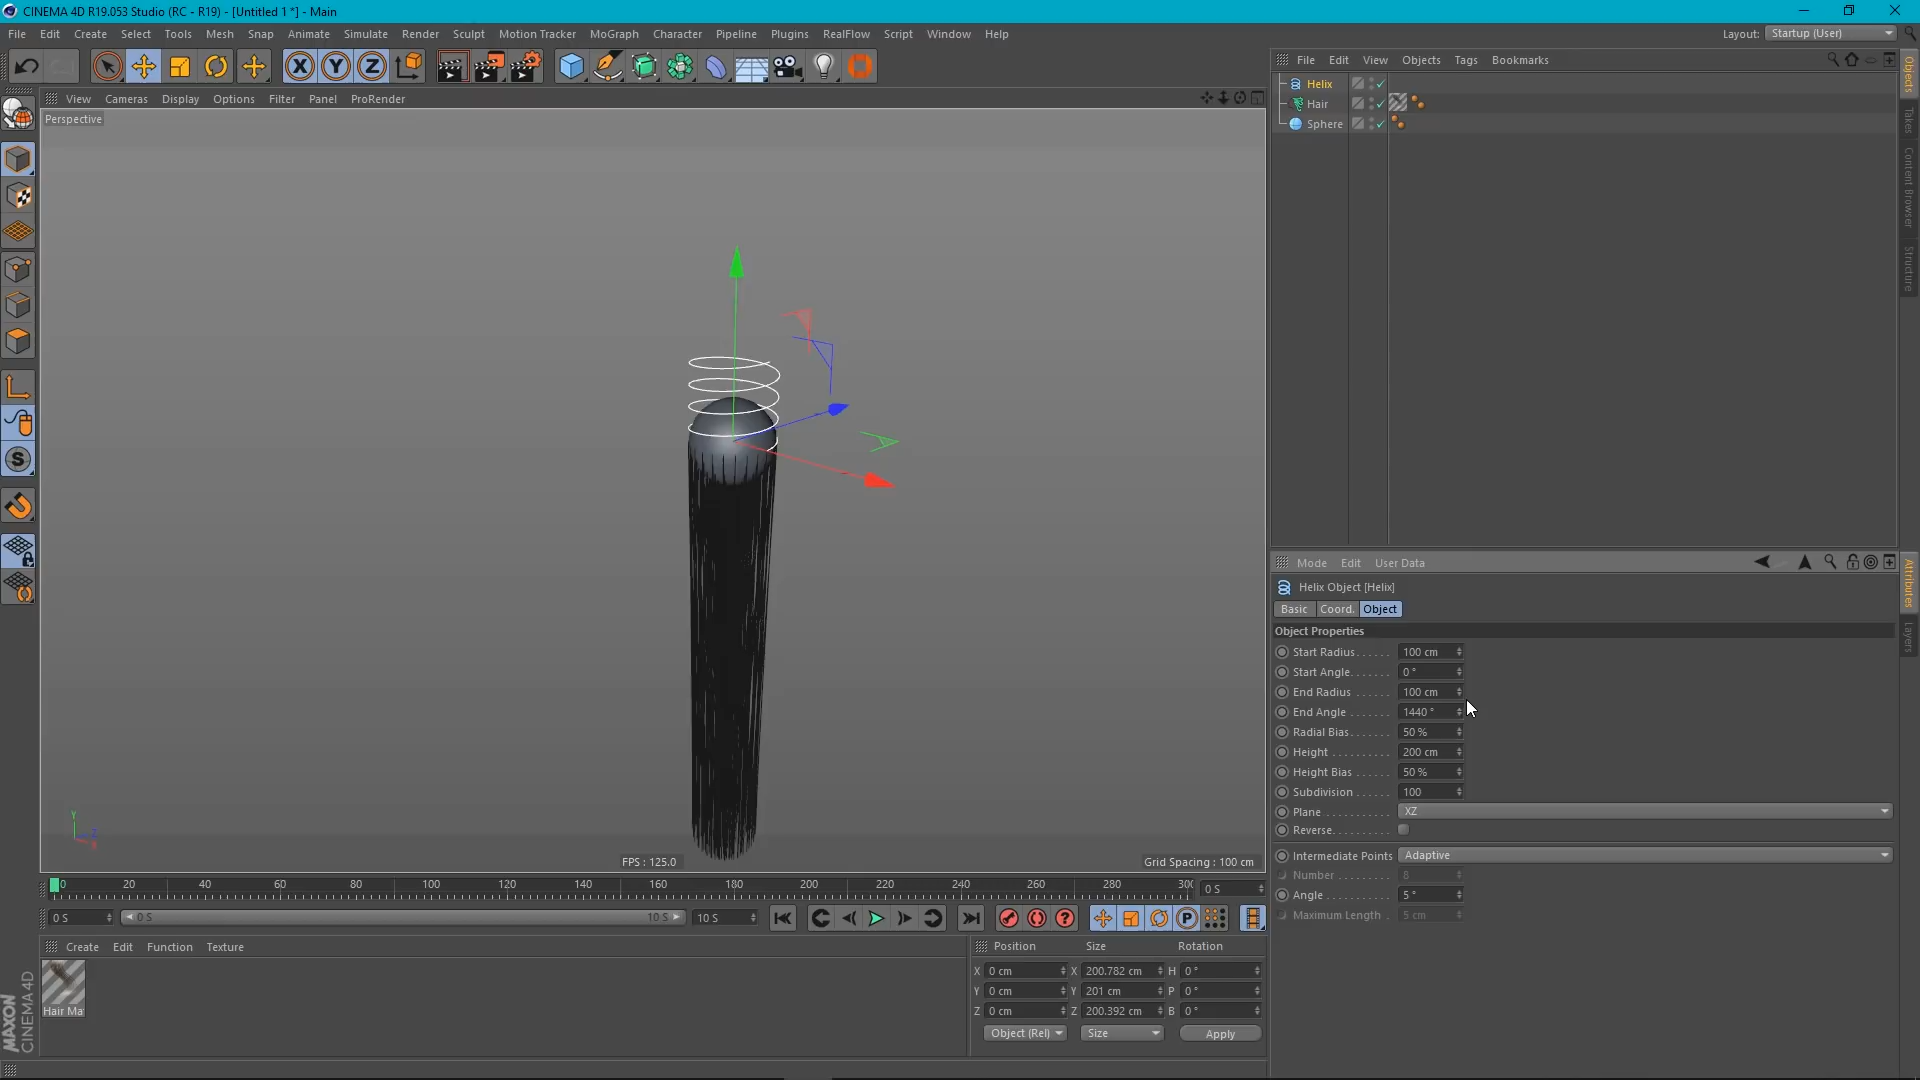 CINEMA 4D R19.053 Studio (RC - R19) - [Untitled 1 *] - Main
File Edit Create Select Tools Mesh Snap Animate Simulate Render Sculpt Motion Tracker MoGraph Character Pipeline Plugins RealFlow Script Window Help
Layout: Startup (User)
File Edit View Objects Tags Bookmarks
Helix
Hair
Sphere
Objects
Takes
Content Browser
Structure
View Cameras Display Options Filter Panel ProRender
Perspective
Y
Z
X
FPS : 125.0
Grid Spacing : 100 cm
Mode Edit User Data
Helix Object [Helix]
Basic Coord. Object
Object Properties
Start Radius...... 100 cm
Start Angle....... 0 °
End Radius ...... 100 cm
End Angle ....... 1440 °
Radial Bias....... 50 %
Height .......... 200 cm
Height Bias ...... 50 %
Subdivision ...... 100
Plane ........... XZ
Reverse..........
Intermediate Points Adaptive
Number ......... 8
Angle ........... 5 °
Maximum Length . 5 cm
Attributes
Layers
0 20 40 60 80 100 120 140 160 180 200 220 240 260 280 300
0 S
0 S 0 S 10 S 10 S
Create Edit Function Texture
Hair Ma
MAXON
CINEMA 4D
Position Size Rotation
X 0 cm X 200.782 cm H 0 °
Y 0 cm Y 201 cm P 0 °
Z 0 cm Z 200.392 cm B 0 °
Object (Rel) Size Apply